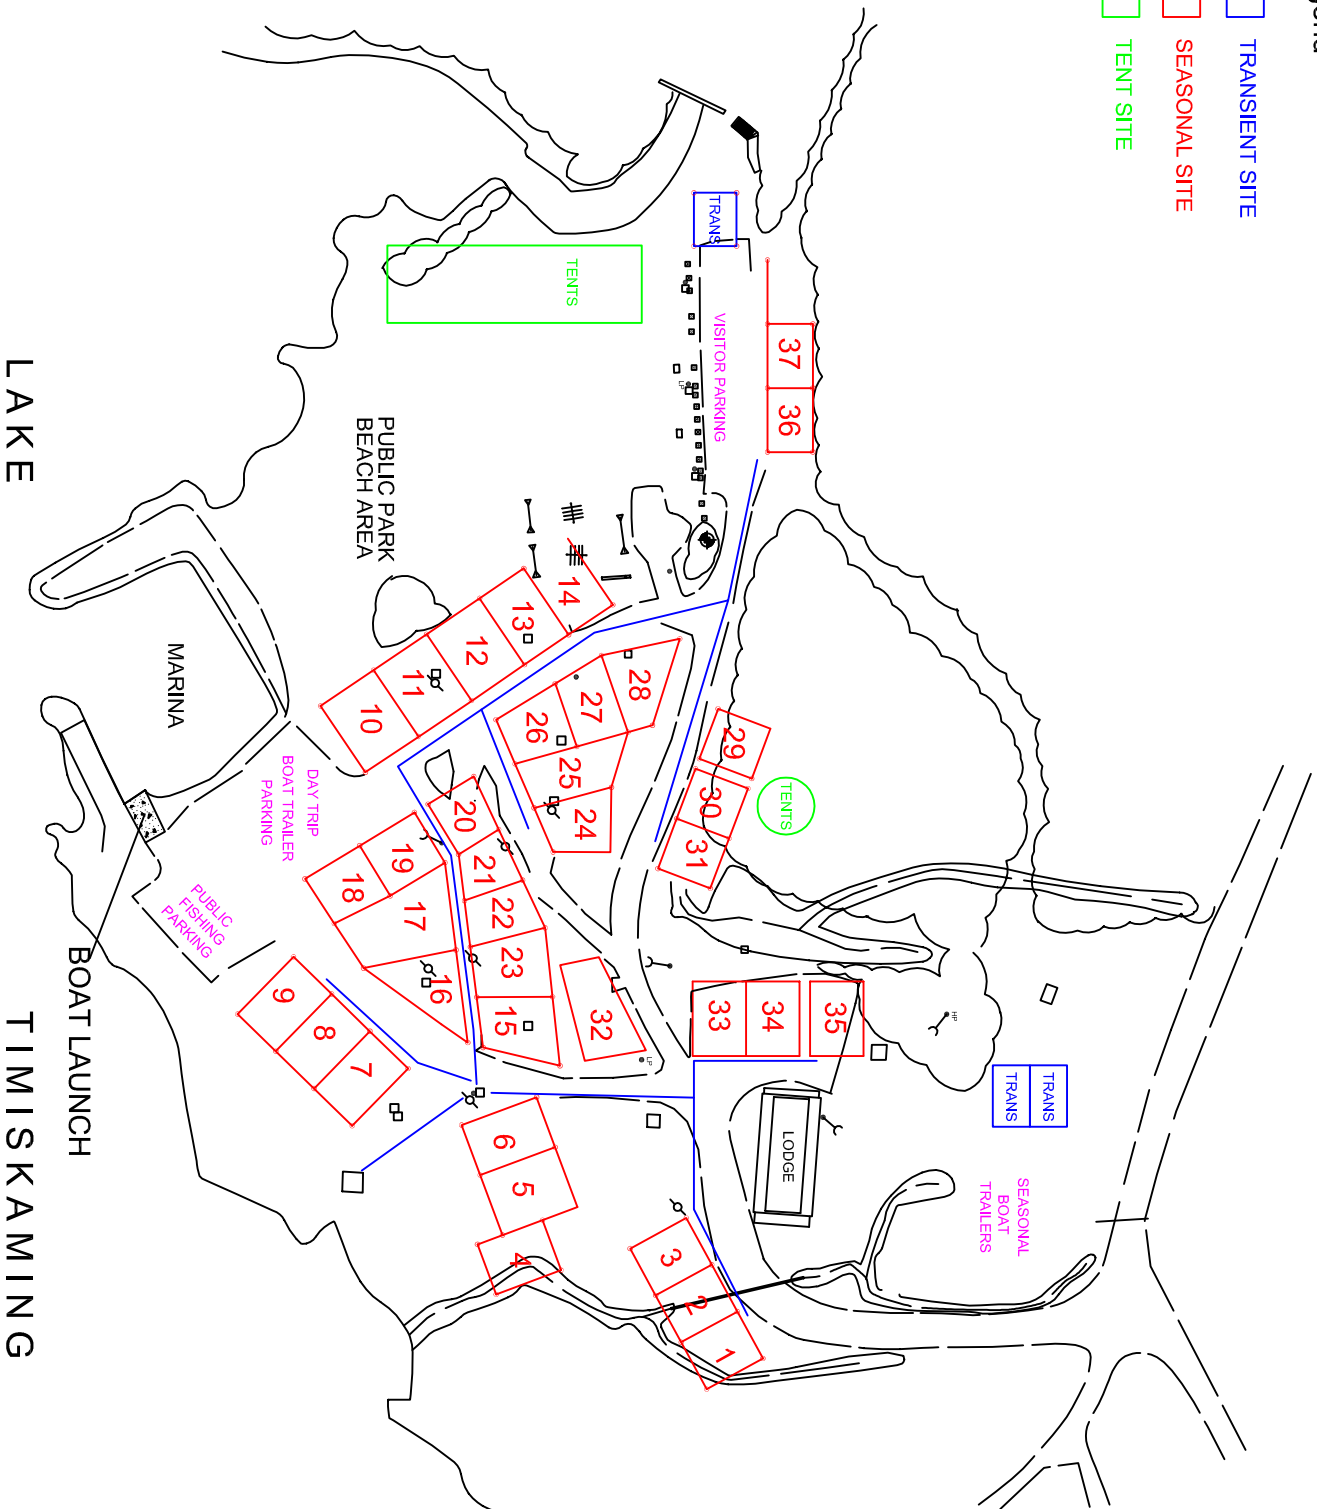 TRANSIENT SITE
SEASONAL SITE
TENT SITE
TRANS
TENTS
VISITOR PARKING
37
36
PUBLIC PARK
BEACH AREA
14
13
12
11
10
28
27
26
25
24
29
30
31
TENTS
MARINA
DAY TRIP
BOAT TRAILER
PARKING
PUBLIC
FISHING
PARKING
BOAT LAUNCH
20
21
22
23
15
19
18
17
16
32
33
34
35
9
8
7
6
5
4
3
2
1
LODGE
TRANS
TRANS
SEASONAL
BOAT
TRAILERS
LP
LP
HP
LAKE TIMISKAMING